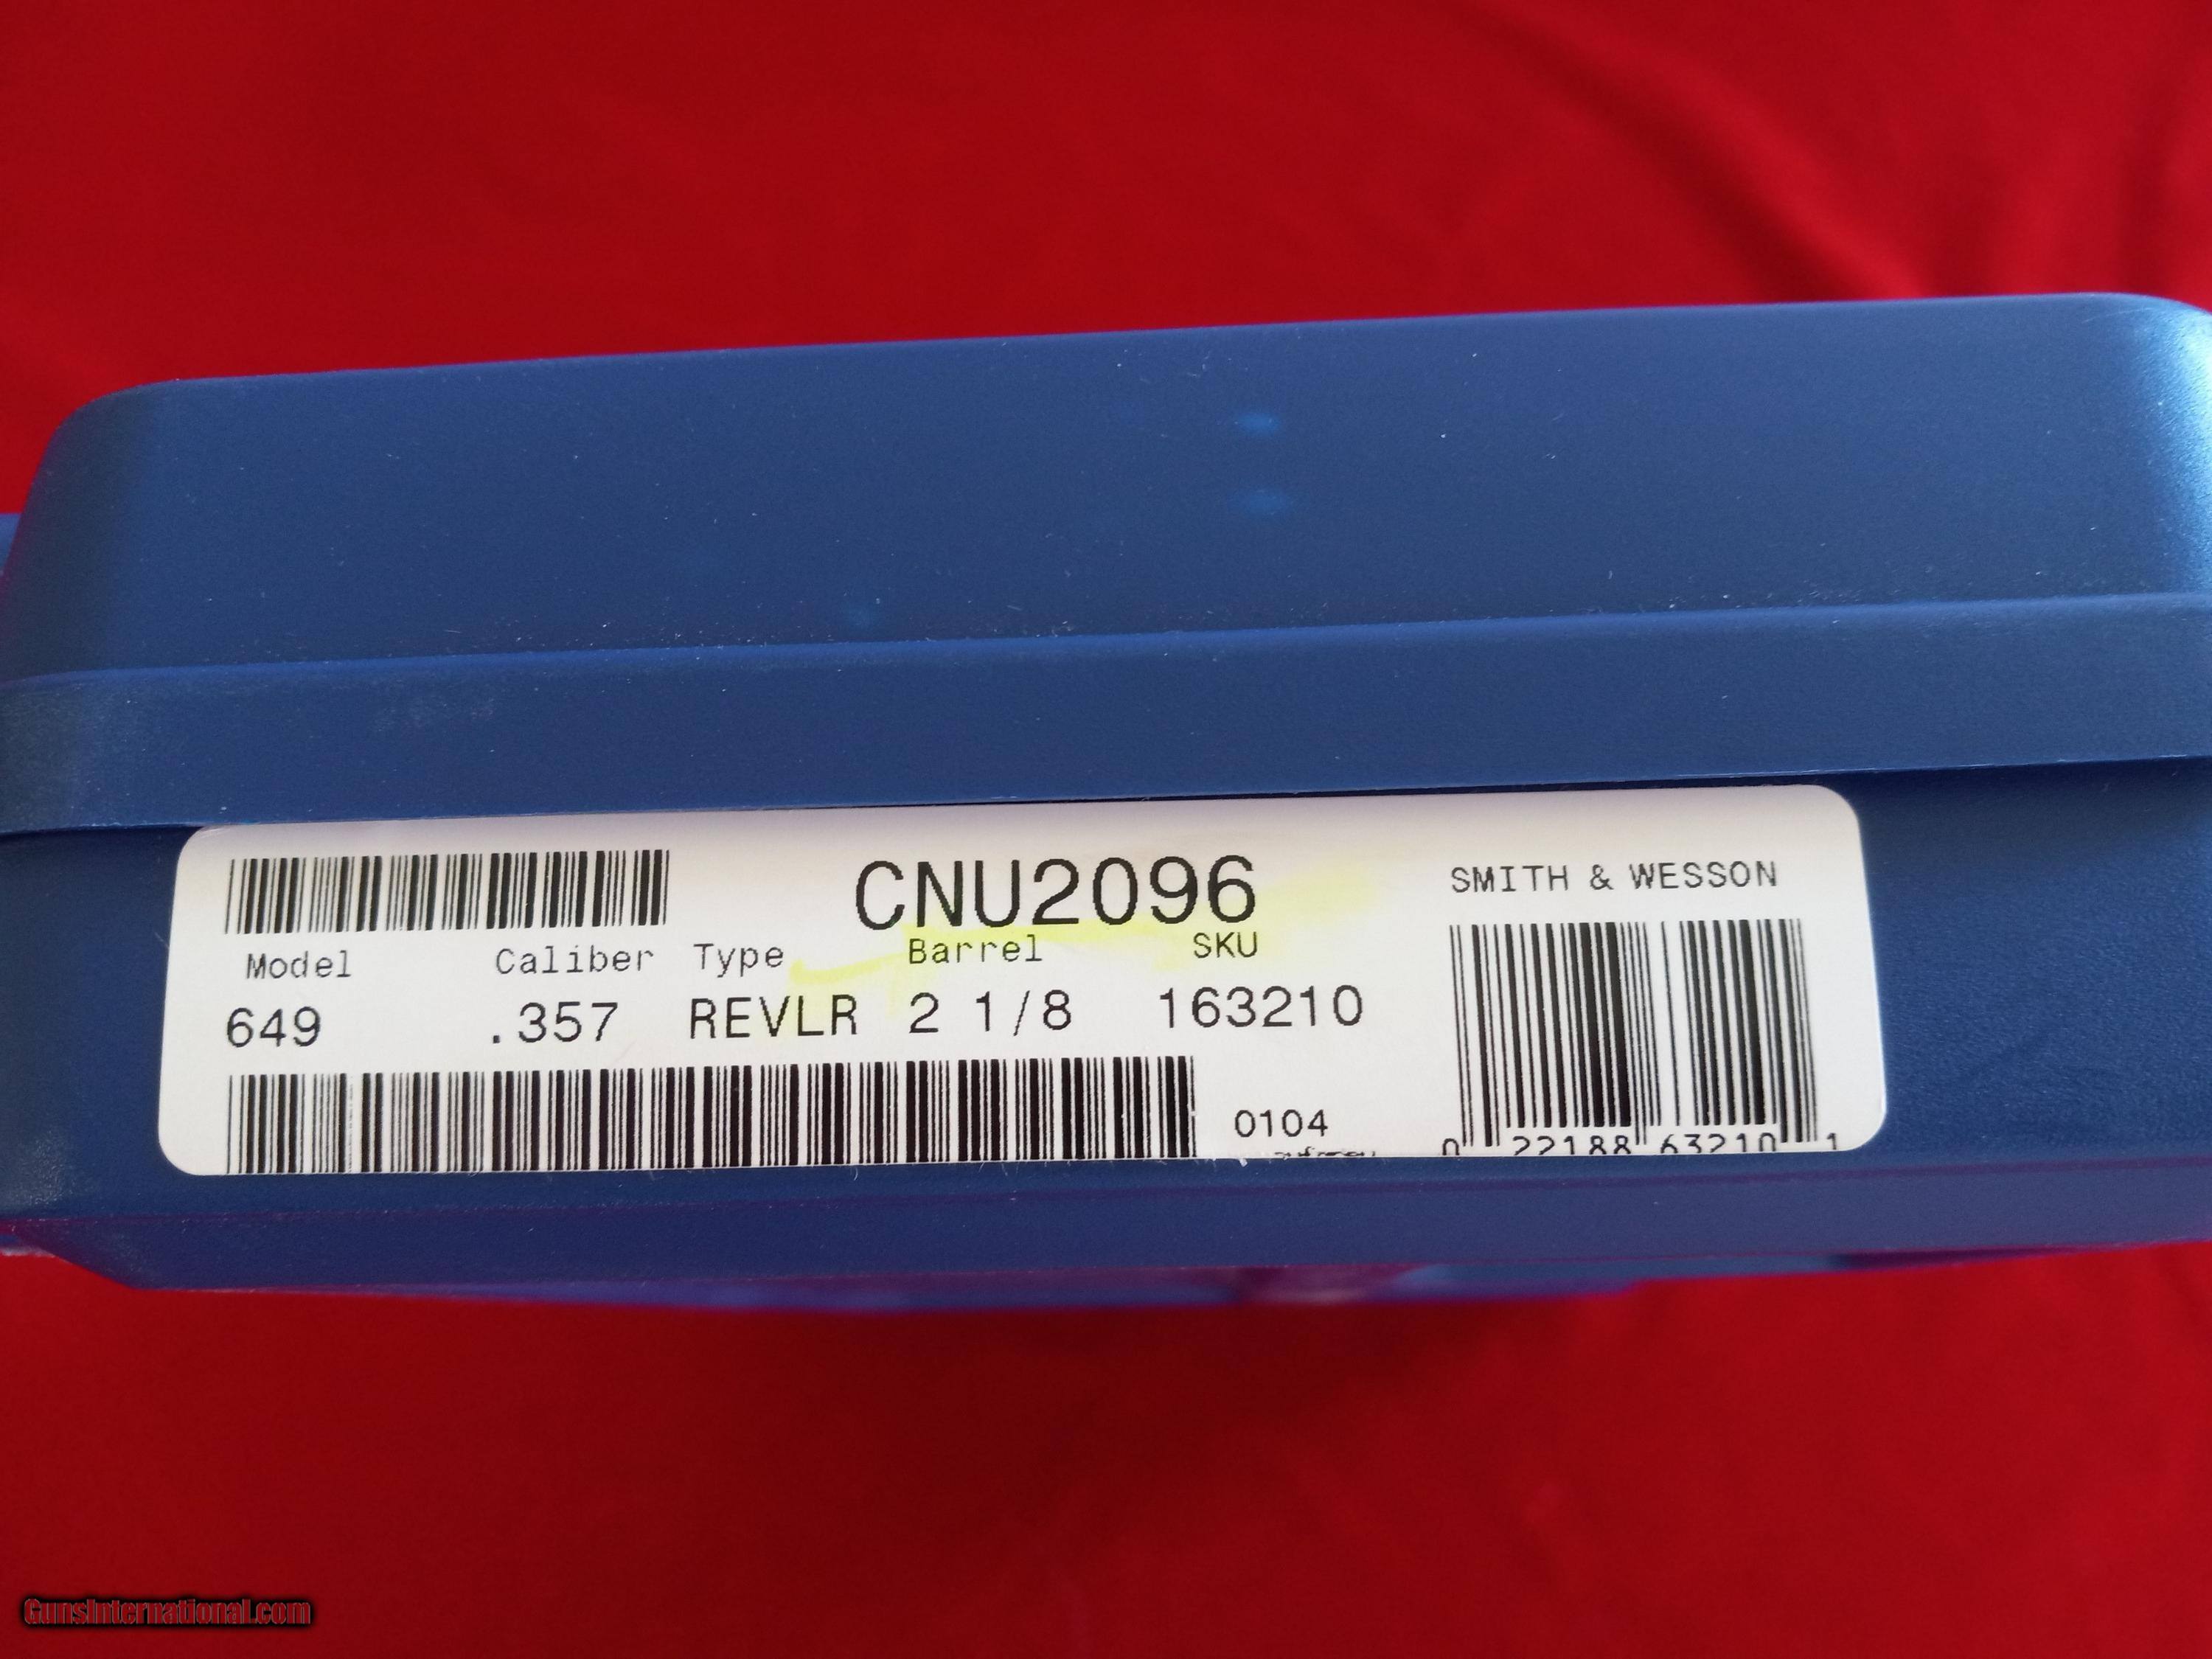 CNU2096
SMITH & WESSON
Model Caliber Type Barrel SKU
649 .357 REVLR 2 1/8 163210
0104
0 22188 63210 1
GunsInternational.com